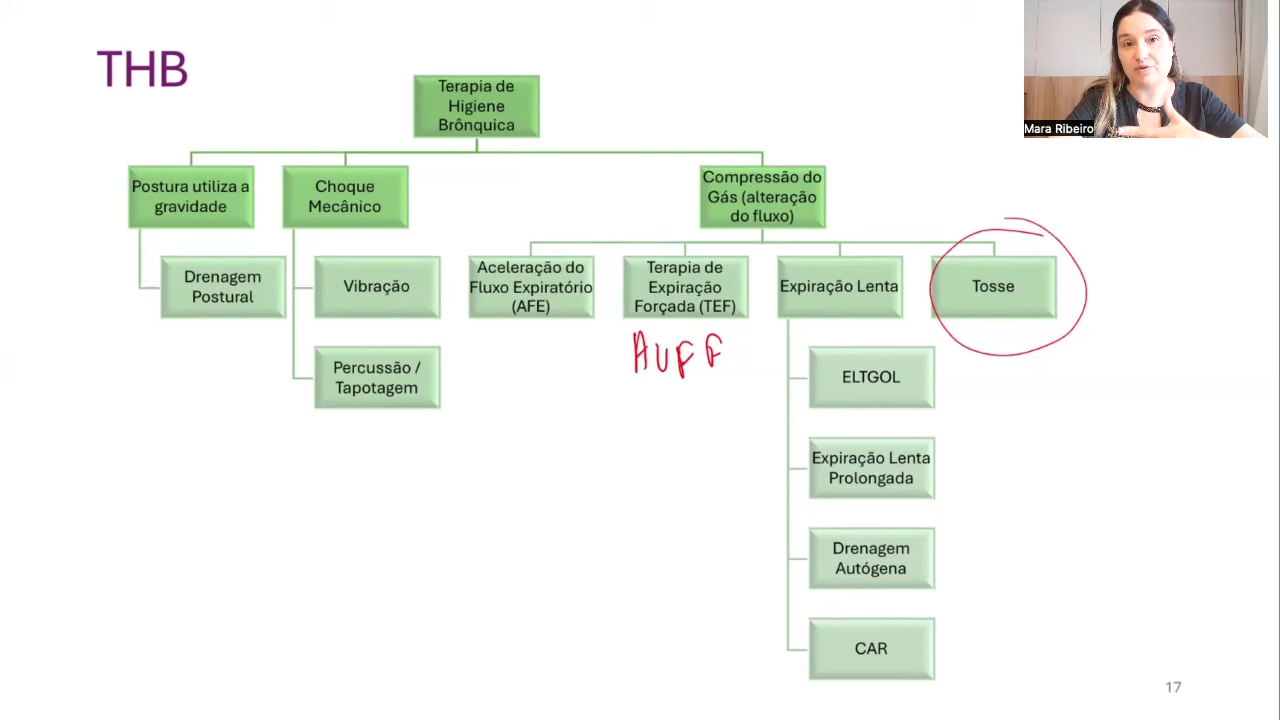 THB
Mara Ribeiro
Terapia de
Higiene
Brônquica
Postura utiliza a
gravidade
Choque
Mecânico
Compressão do
Gás (alteração
do fluxo)
Drenagem
Postural
Vibração
Percussão /
Tapotagem
Aceleração do
Fluxo Expiratório
(AFE)
Terapia de
Expiração
Forçada (TEF)
HUFF
Expiração Lenta
Tosse
ELTGOL
Expiração Lenta
Prolongada
Drenagem
Autógena
CAR
17